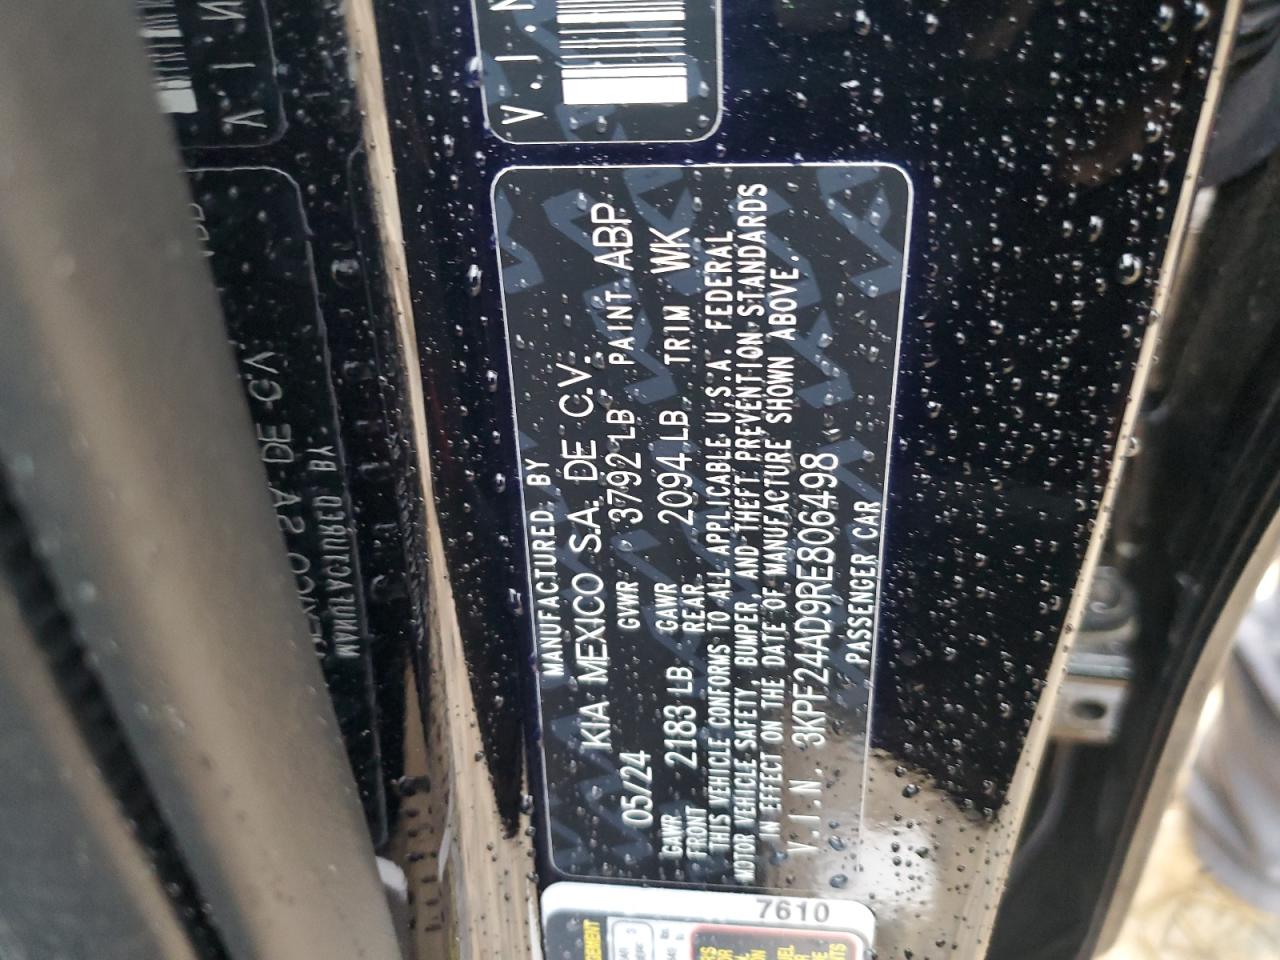 V.I.N
MANUFACTURED BY
KIA MEXICO S.A. DE C.V.
05/24 GVWR 3792 LB PAINT ABP
GAWR FRONT 2183 LB GAWR REAR 2094 LB TRIM WK
THIS VEHICLE CONFORMS TO ALL APPLICABLE U.S.A. FEDERAL
MOTOR VEHICLE SAFETY BUMPER AND THEFT PREVENTION STANDARDS
IN EFFECT ON THE DATE OF MANUFACTURE SHOWN ABOVE.
V.I.N. 3KPF24AD9RE806498
PASSENGER CAR
7610